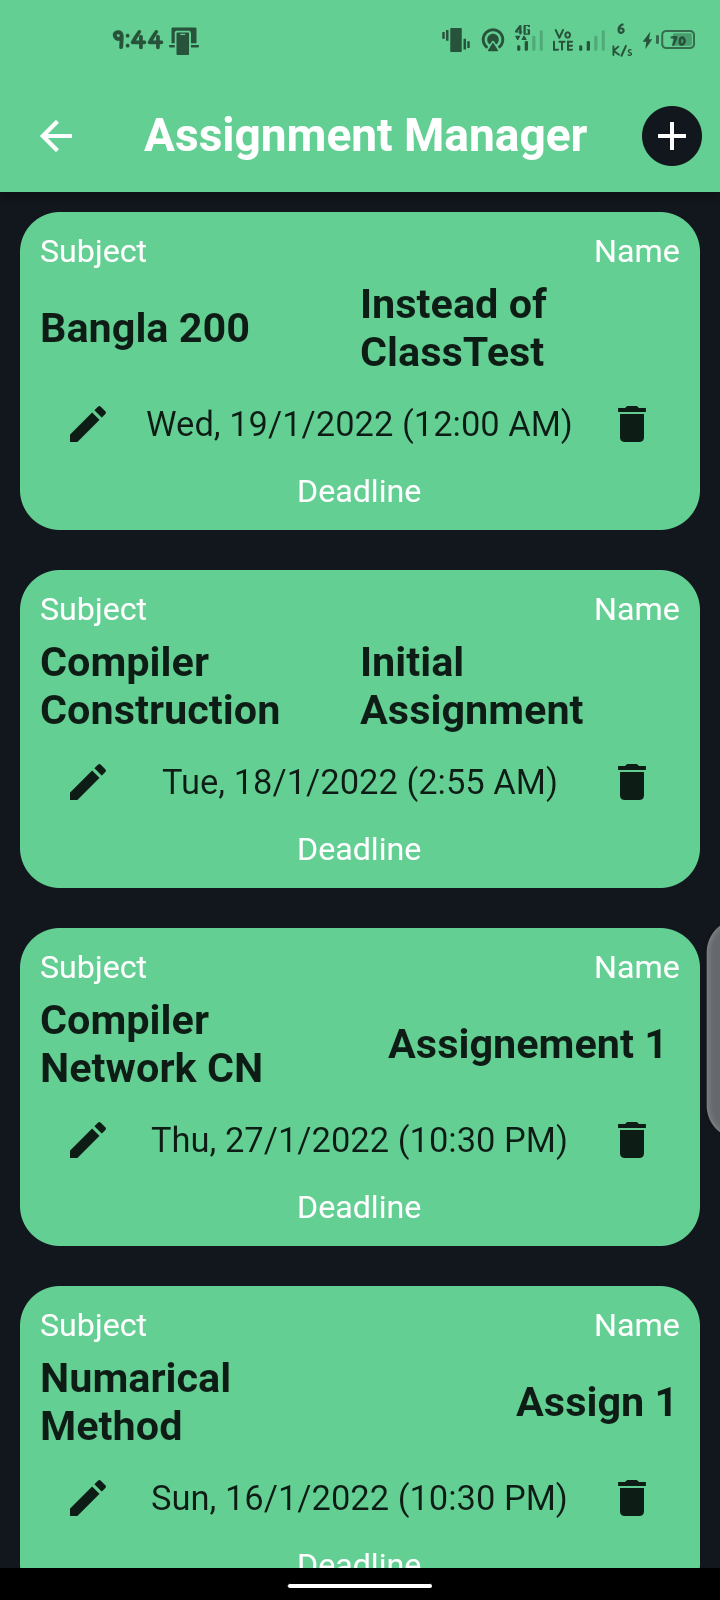 9:44 4G Vo LTE 6 K/s 70
Assignment Manager
Subject Name
Bangla 200 Instead of
ClassTest
Wed, 19/1/2022 (12:00 AM)
Deadline
Subject Name
Compiler Initial
Construction Assignment
Tue, 18/1/2022 (2:55 AM)
Deadline
Subject Name
Compiler
Network CN Assignement 1
Thu, 27/1/2022 (10:30 PM)
Deadline
Subject Name
Numarical
Method Assign 1
Sun, 16/1/2022 (10:30 PM)
Deadline